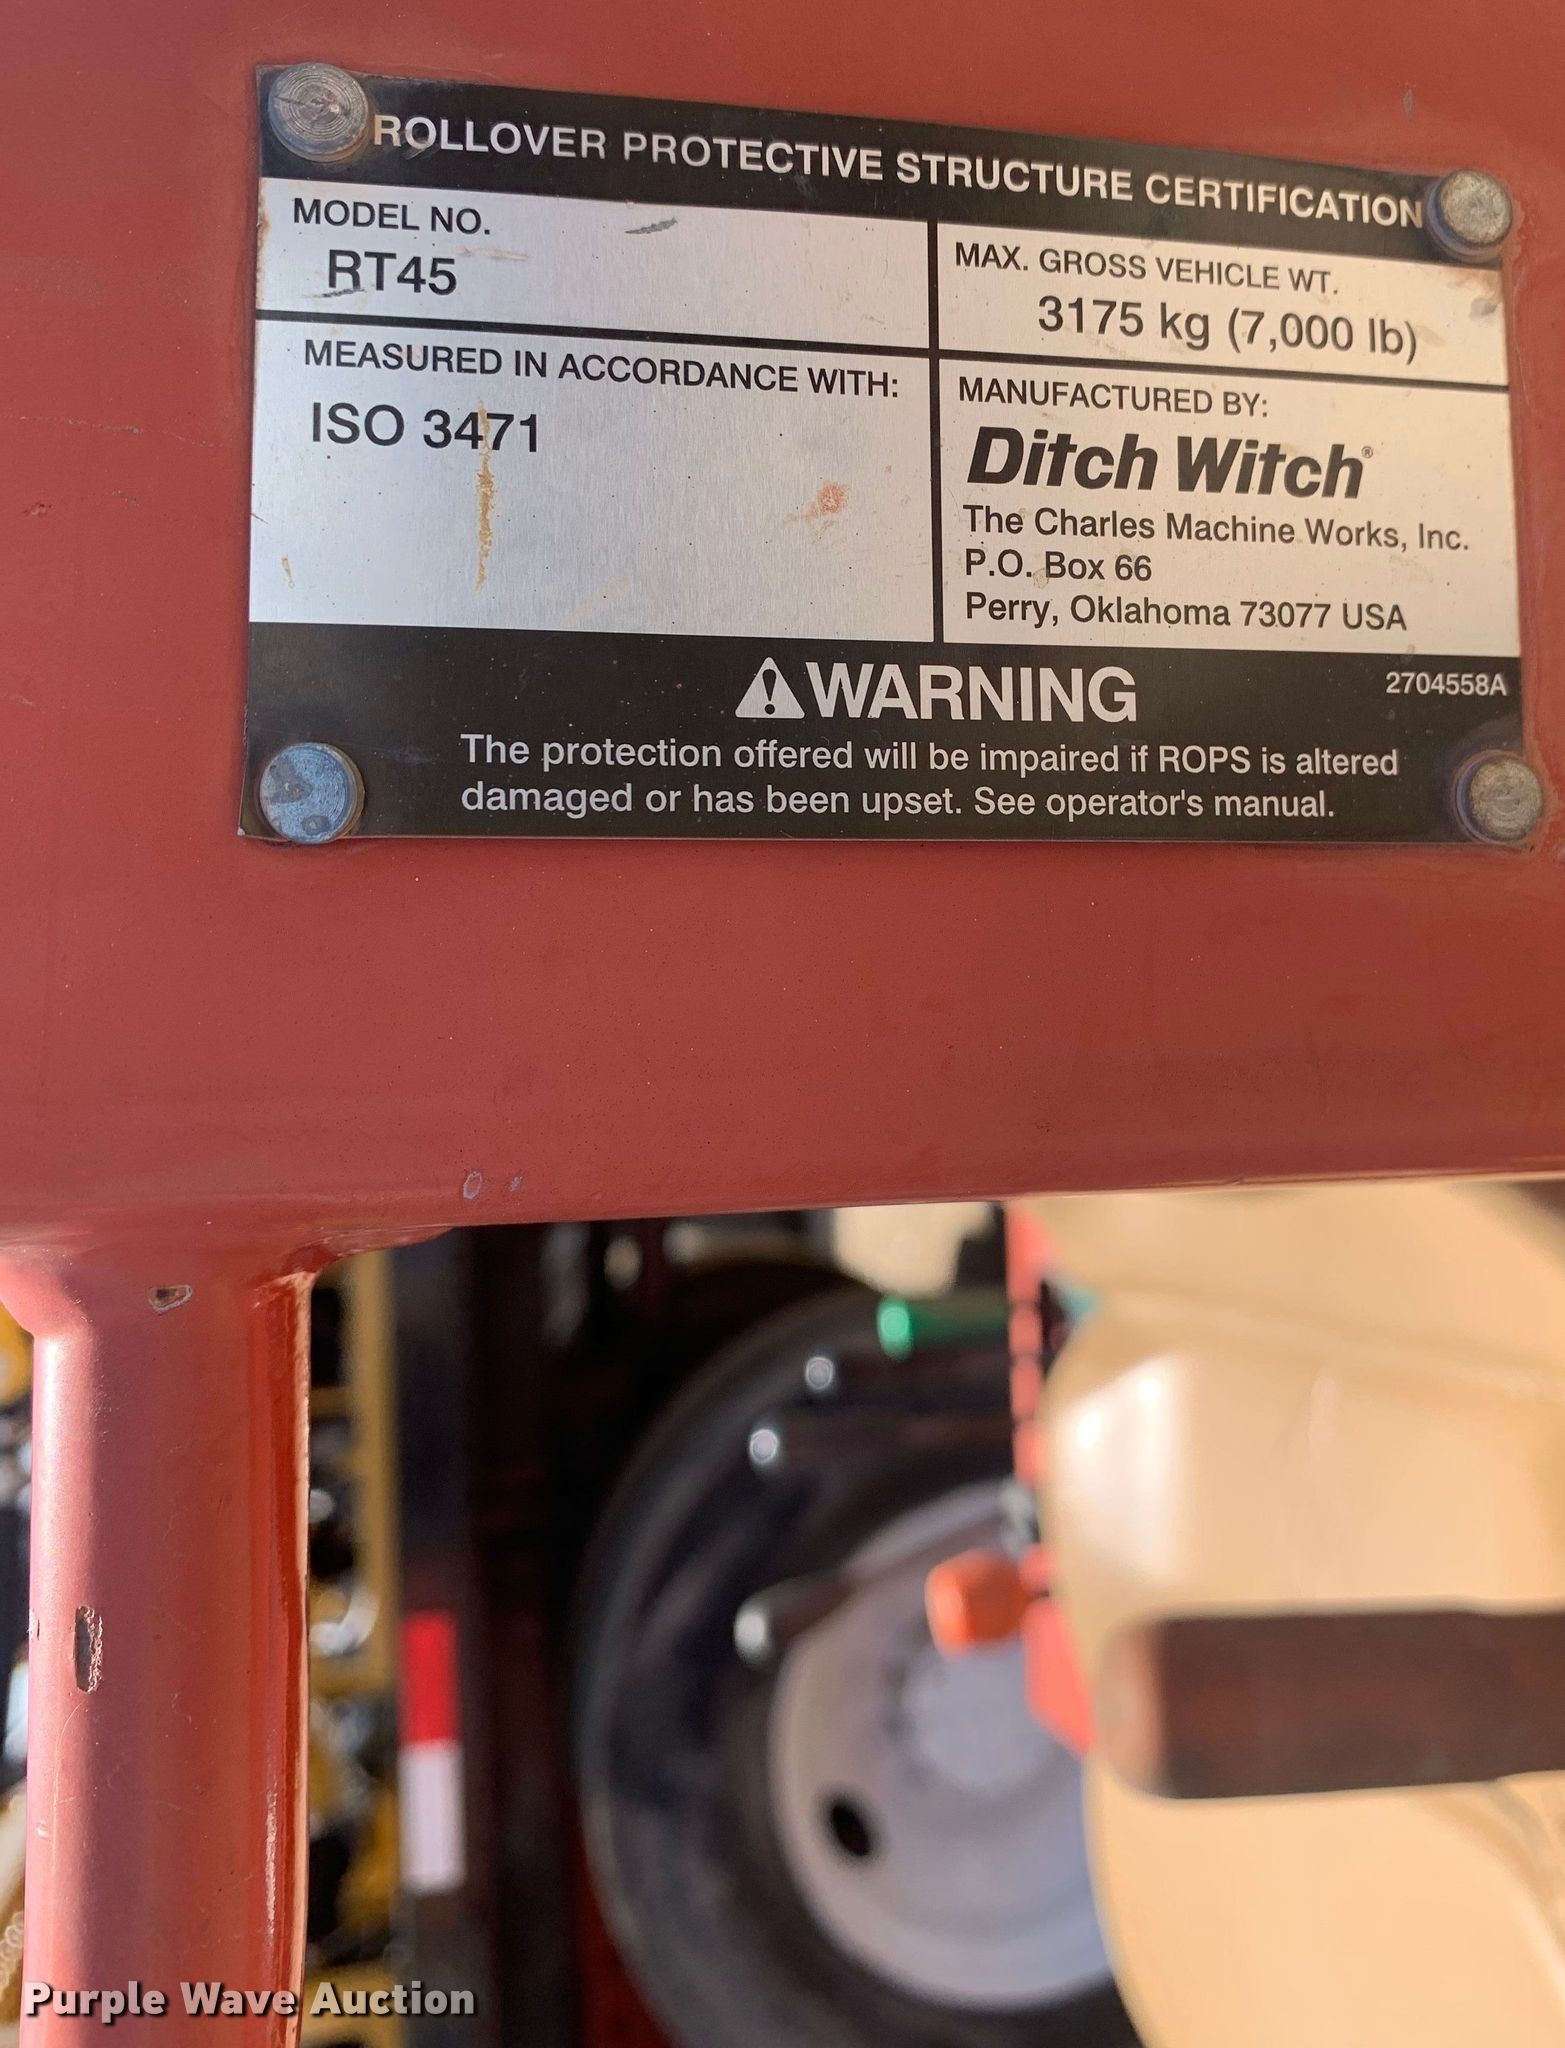 ROLLOVER PROTECTIVE STRUCTURE CERTIFICATION
MODEL NO.
RT45
MAX. GROSS VEHICLE WT.
3175 kg (7,000 lb)
MEASURED IN ACCORDANCE WITH:
ISO 3471
MANUFACTURED BY:
Ditch Witch®
The Charles Machine Works, Inc.
P.O. Box 66
Perry, Oklahoma 73077 USA
WARNING
2704558A
The protection offered will be impaired if ROPS is altered
damaged or has been upset. See operator's manual.
Purple Wave Auction